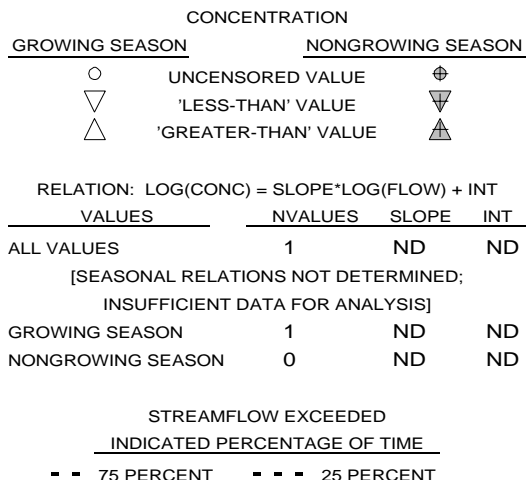 CONCENTRATION
GROWING SEASON NONGROWING SEASON
UNCENSORED VALUE
'LESS-THAN' VALUE
'GREATER-THAN' VALUE
RELATION: LOG(CONC) = SLOPE*LOG(FLOW) + INT
VALUES NVALUES SLOPE INT
ALL VALUES 1 ND ND
[SEASONAL RELATIONS NOT DETERMINED;
INSUFFICIENT DATA FOR ANALYSIS]
GROWING SEASON 1 ND ND
NONGROWING SEASON 0 ND ND
STREAMFLOW EXCEEDED
INDICATED PERCENTAGE OF TIME
75 PERCENT 25 PERCENT